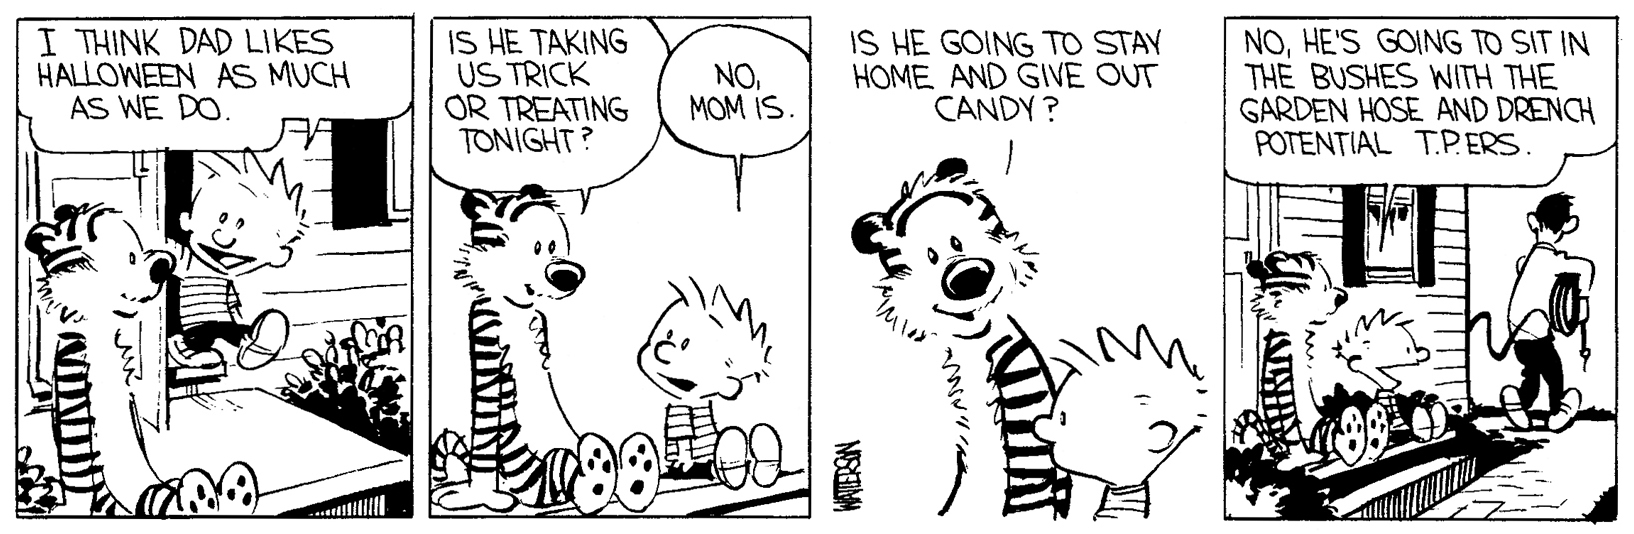 I THINK DAD LIKES
HALLOWEEN AS MUCH
AS WE DO.
IS HE TAKING
US TRICK
OR TREATING
TONIGHT?
NO,
MOM IS.
IS HE GOING TO STAY
HOME AND GIVE OUT
CANDY?
WATERSON
NO, HE'S GOING TO SIT IN
THE BUSHES WITH THE
GARDEN HOSE AND DRENCH
POTENTIAL T.P.ERS.